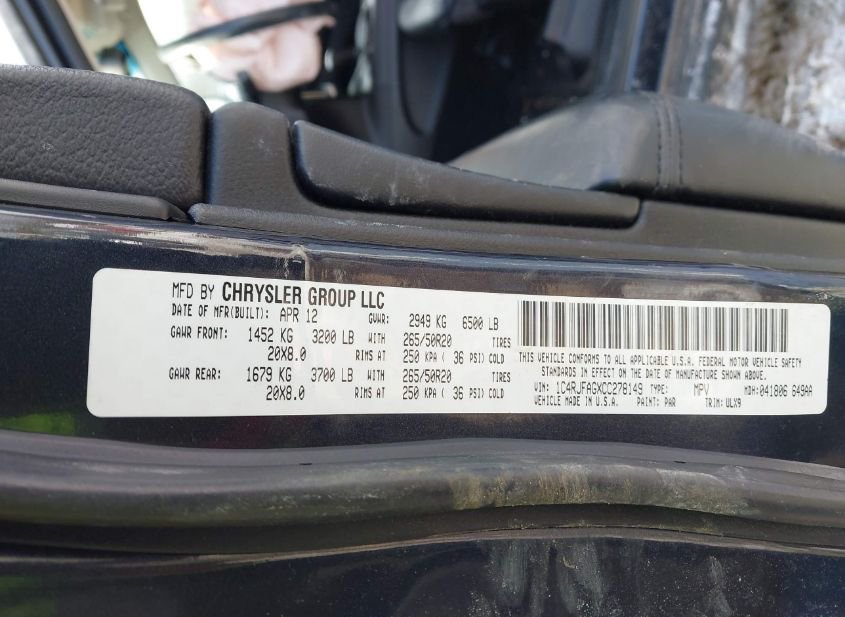 MFD BY CHRYSLER GROUP LLC
DATE OF MFR(BUILT): APR 12 GVWR: 2949 KG 6500 LB
GAWR FRONT: 1452 KG 3200 LB WITH 265/50R20 TIRES
20X8.0 RIMS AT 250 KPA ( 36 PSI) COLD
GAWR REAR: 1679 KG 3700 LB WITH 265/50R20 TIRES
20X8.0 RIMS AT 250 KPA ( 36 PSI) COLD
THIS VEHICLE CONFORMS TO ALL APPLICABLE U.S.A. FEDERAL MOTOR VEHICLE SAFETY
STANDARDS IN EFFECT ON THE DATE OF MANUFACTURE SHOWN ABOVE.
VIN: 1C4RJFAGXCC278149 TYPE: MPV MDH:041806 649AA
VEHICLE MADE IN U.S.A. PAINT: PAR TRIM: ULX9